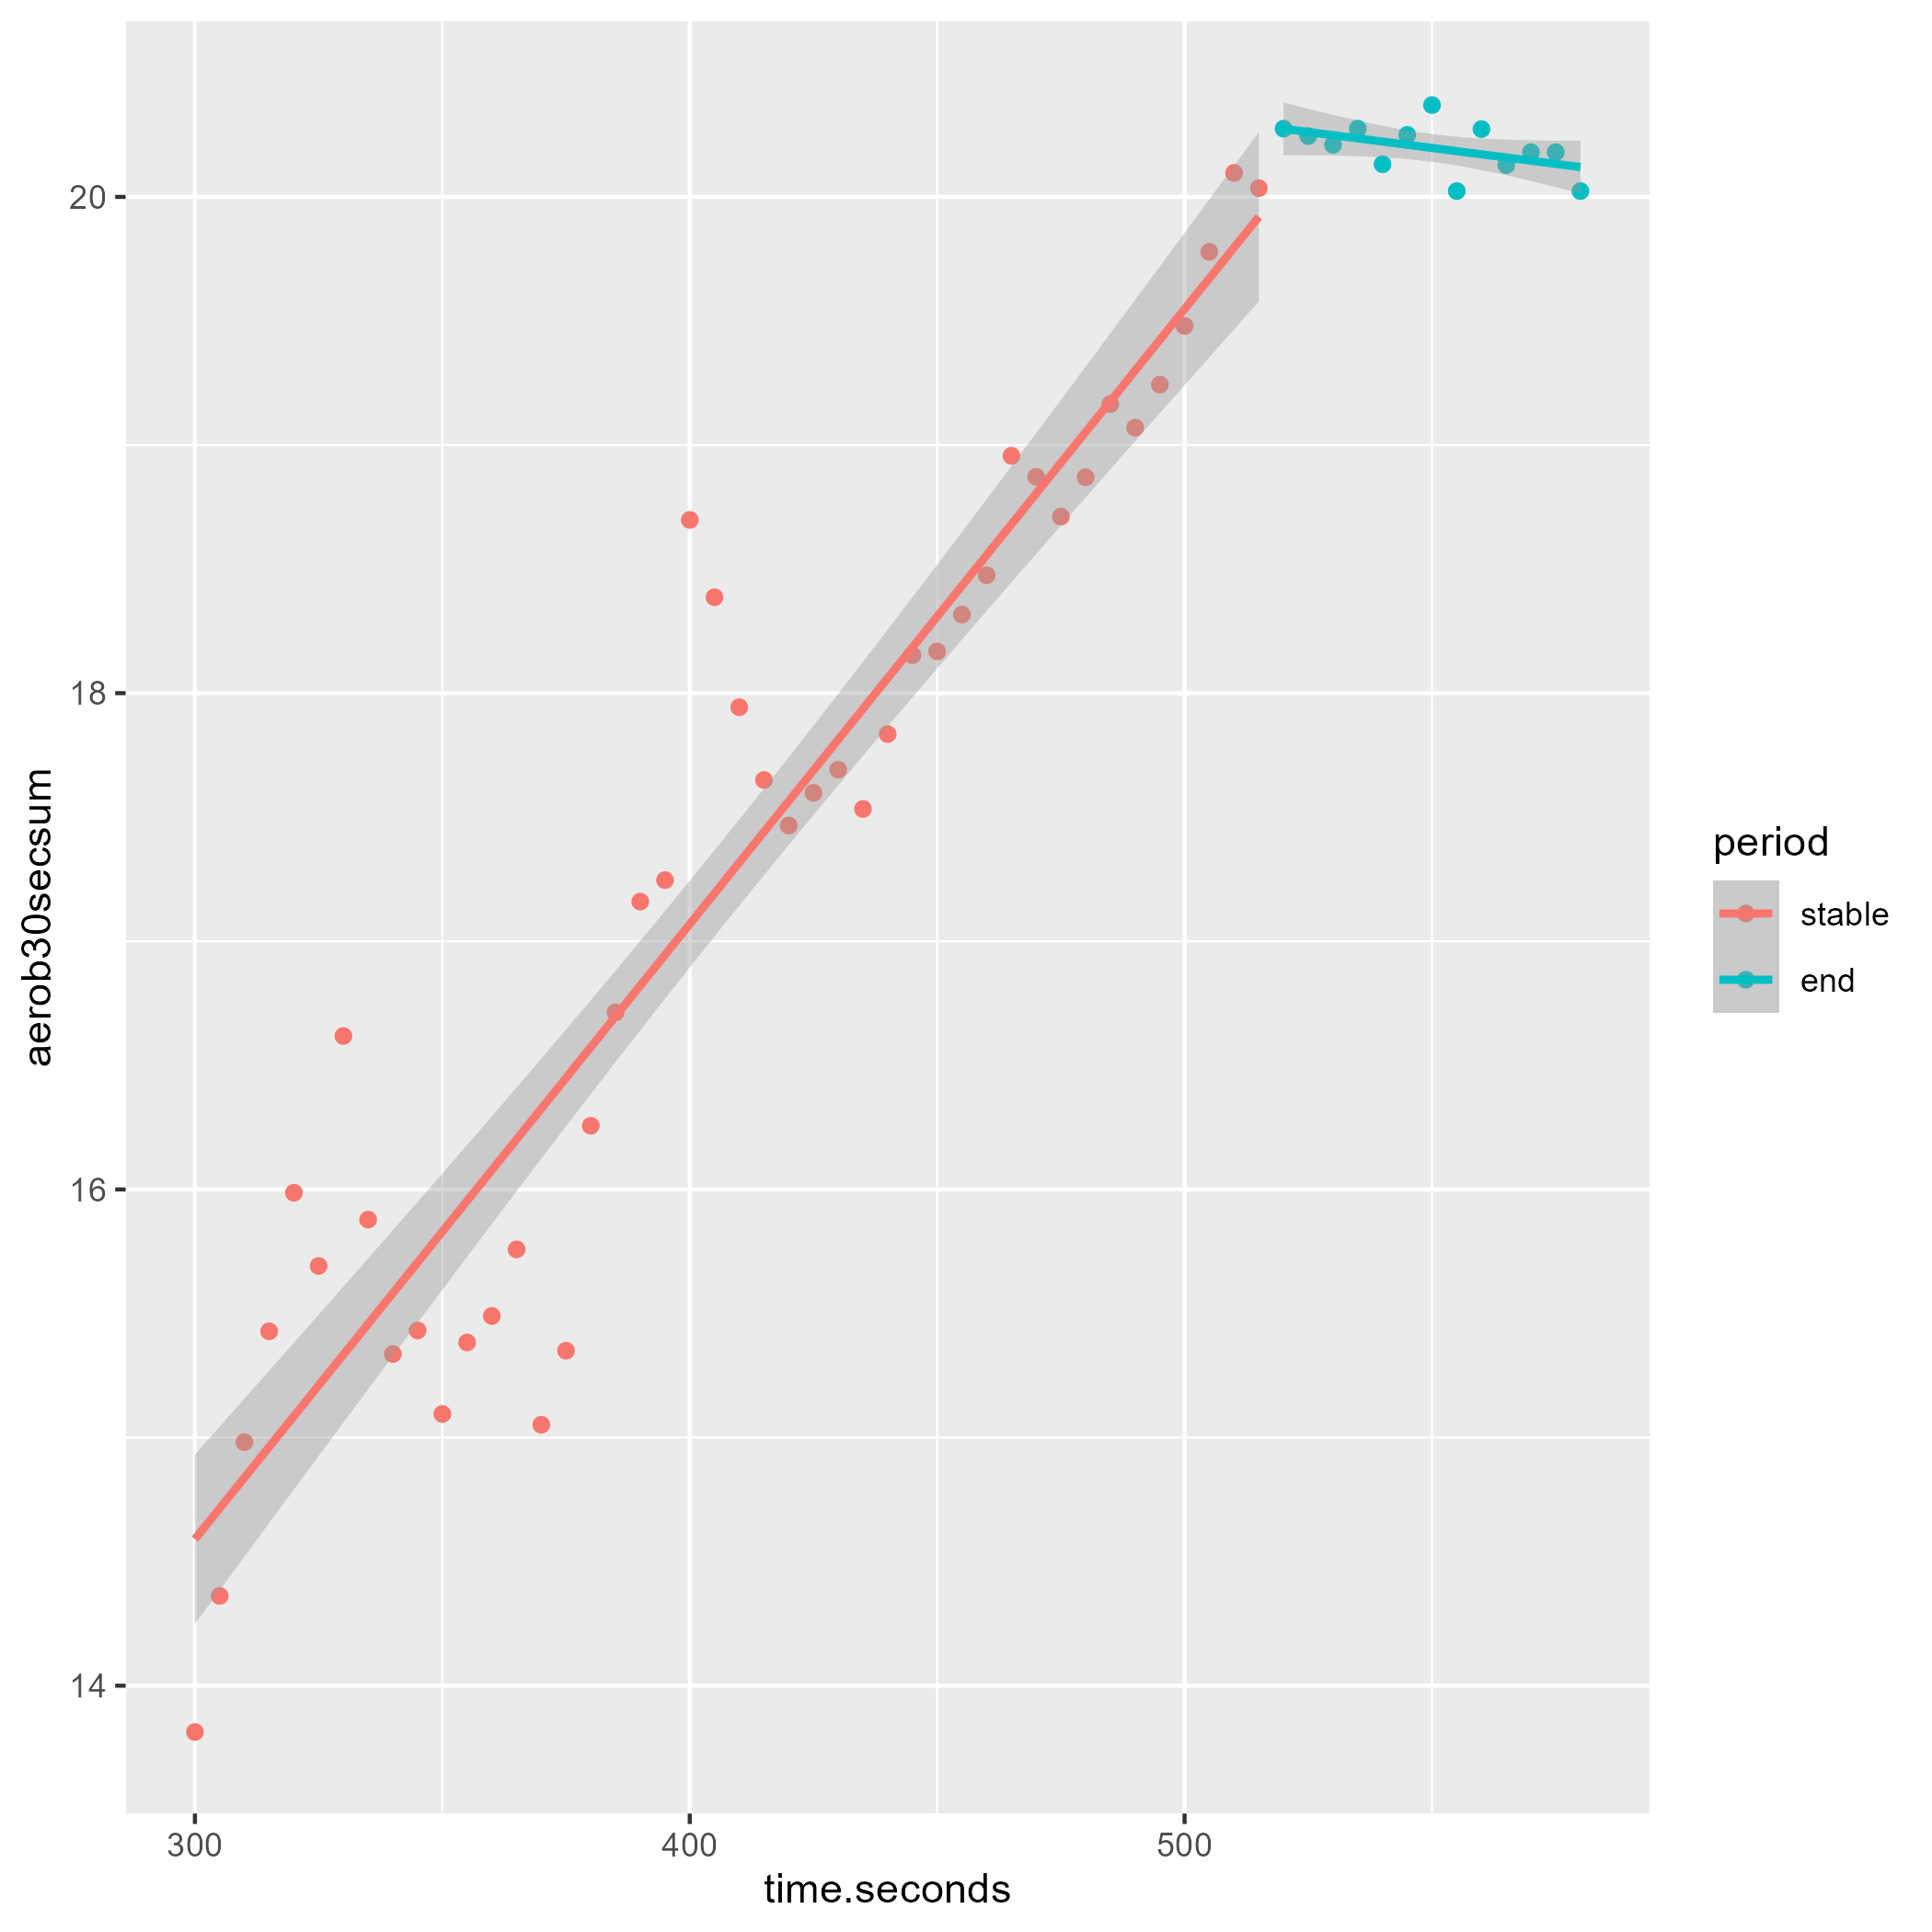 20
18
16
14
aerob30secsum
300
400
500
time.seconds
period
stable
end